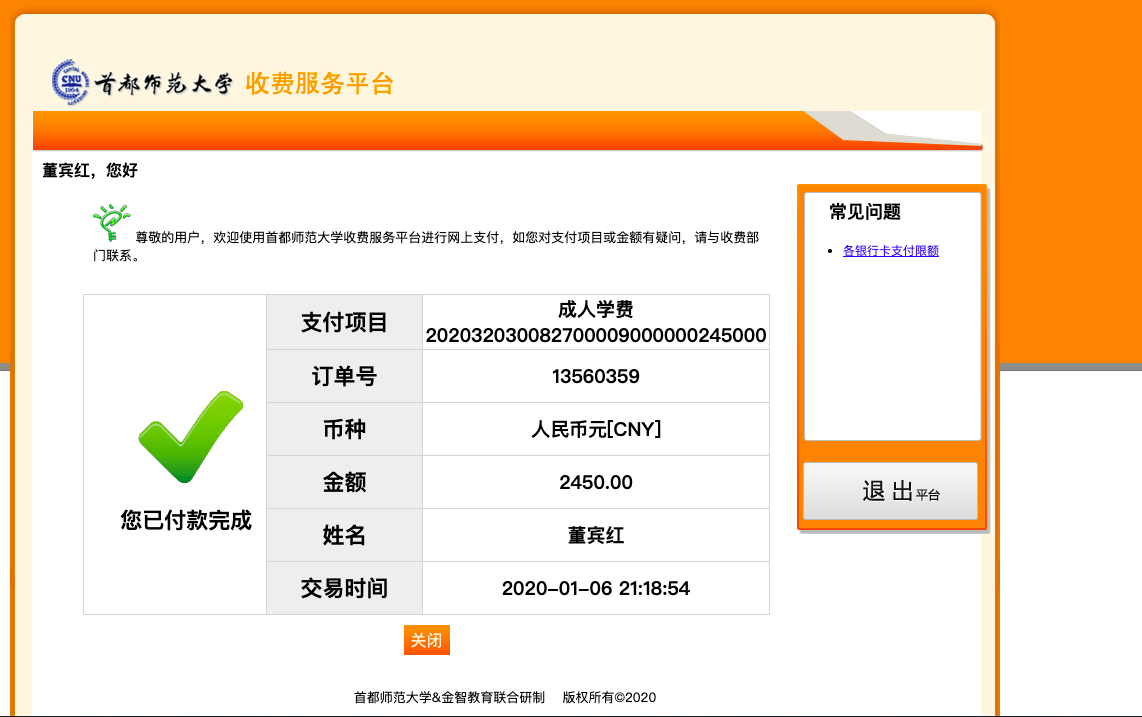 首都师范大学 收费服务平台
CNU
1954
董宾红，您好
尊敬的用户，欢迎使用首都师范大学收费服务平台进行网上支付，如您对支付项目或金额有疑问，请与收费部
门联系。
您已付款完成
支付项目 成人学费
202032030082700009000000245000
订单号 13560359
币种 人民币元[CNY]
金额 2450.00
姓名 董宾红
交易时间 2020-01-06 21:18:54
关闭
常见问题
各银行卡支付限额
退 出平台
首都师范大学&金智教育联合研制 版权所有©2020